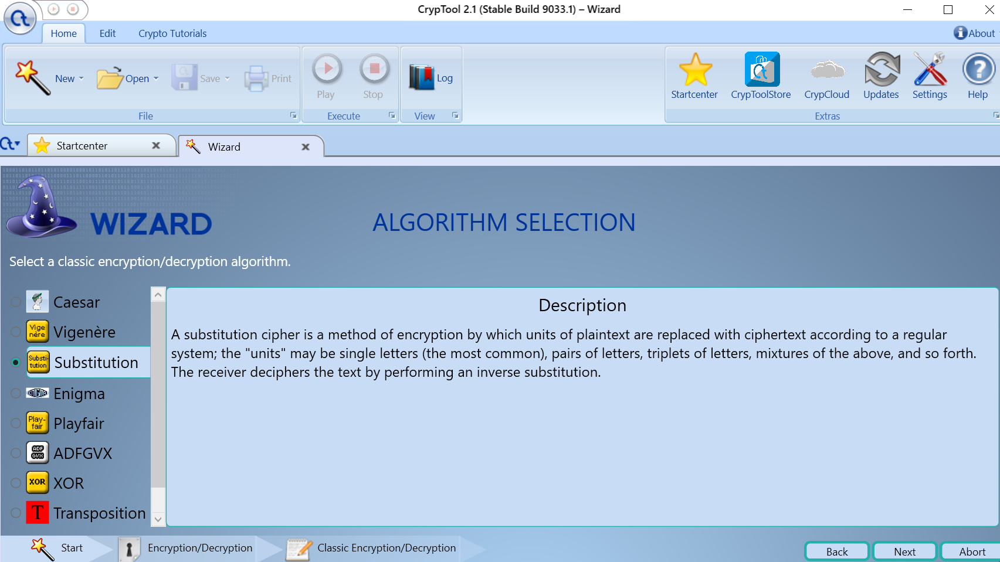 CrypTool 2.1 (Stable Build 9033.1) – Wizard
Home Edit Crypto Tutorials About
New Open Save Print Play Stop Log Startcenter CrypToolStore CrypCloud Updates Settings Help
File Execute View Extras
Startcenter Wizard
WIZARD
ALGORITHM SELECTION
Select a classic encryption/decryption algorithm.
Caesar
Vige
nère
Vigenère
Substi-
tution
Substitution
ENIGMA
Enigma
Play-
fair
Playfair
ADF
GVX
ADFGVX
XOR
XOR
T
Transposition
Description
A substitution cipher is a method of encryption by which units of plaintext are replaced with ciphertext according to a regular
system; the "units" may be single letters (the most common), pairs of letters, triplets of letters, mixtures of the above, and so forth.
The receiver deciphers the text by performing an inverse substitution.
Start Encryption/Decryption Classic Encryption/Decryption
Back Next Abort